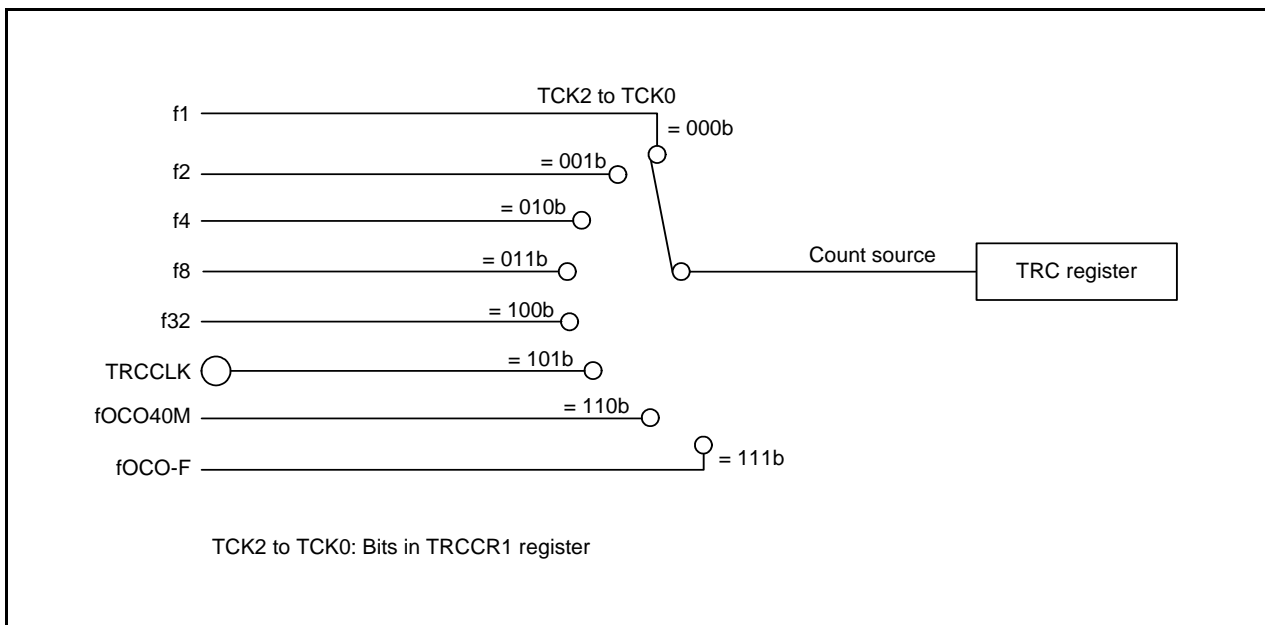 TCK2 to TCK0
f1
= 000b
f2
= 001b
f4
= 010b
f8
= 011b
Count source
TRC register
f32
= 100b
TRCCLK
= 101b
fOCO40M
= 110b
fOCO-F
= 111b
TCK2 to TCK0: Bits in TRCCR1 register